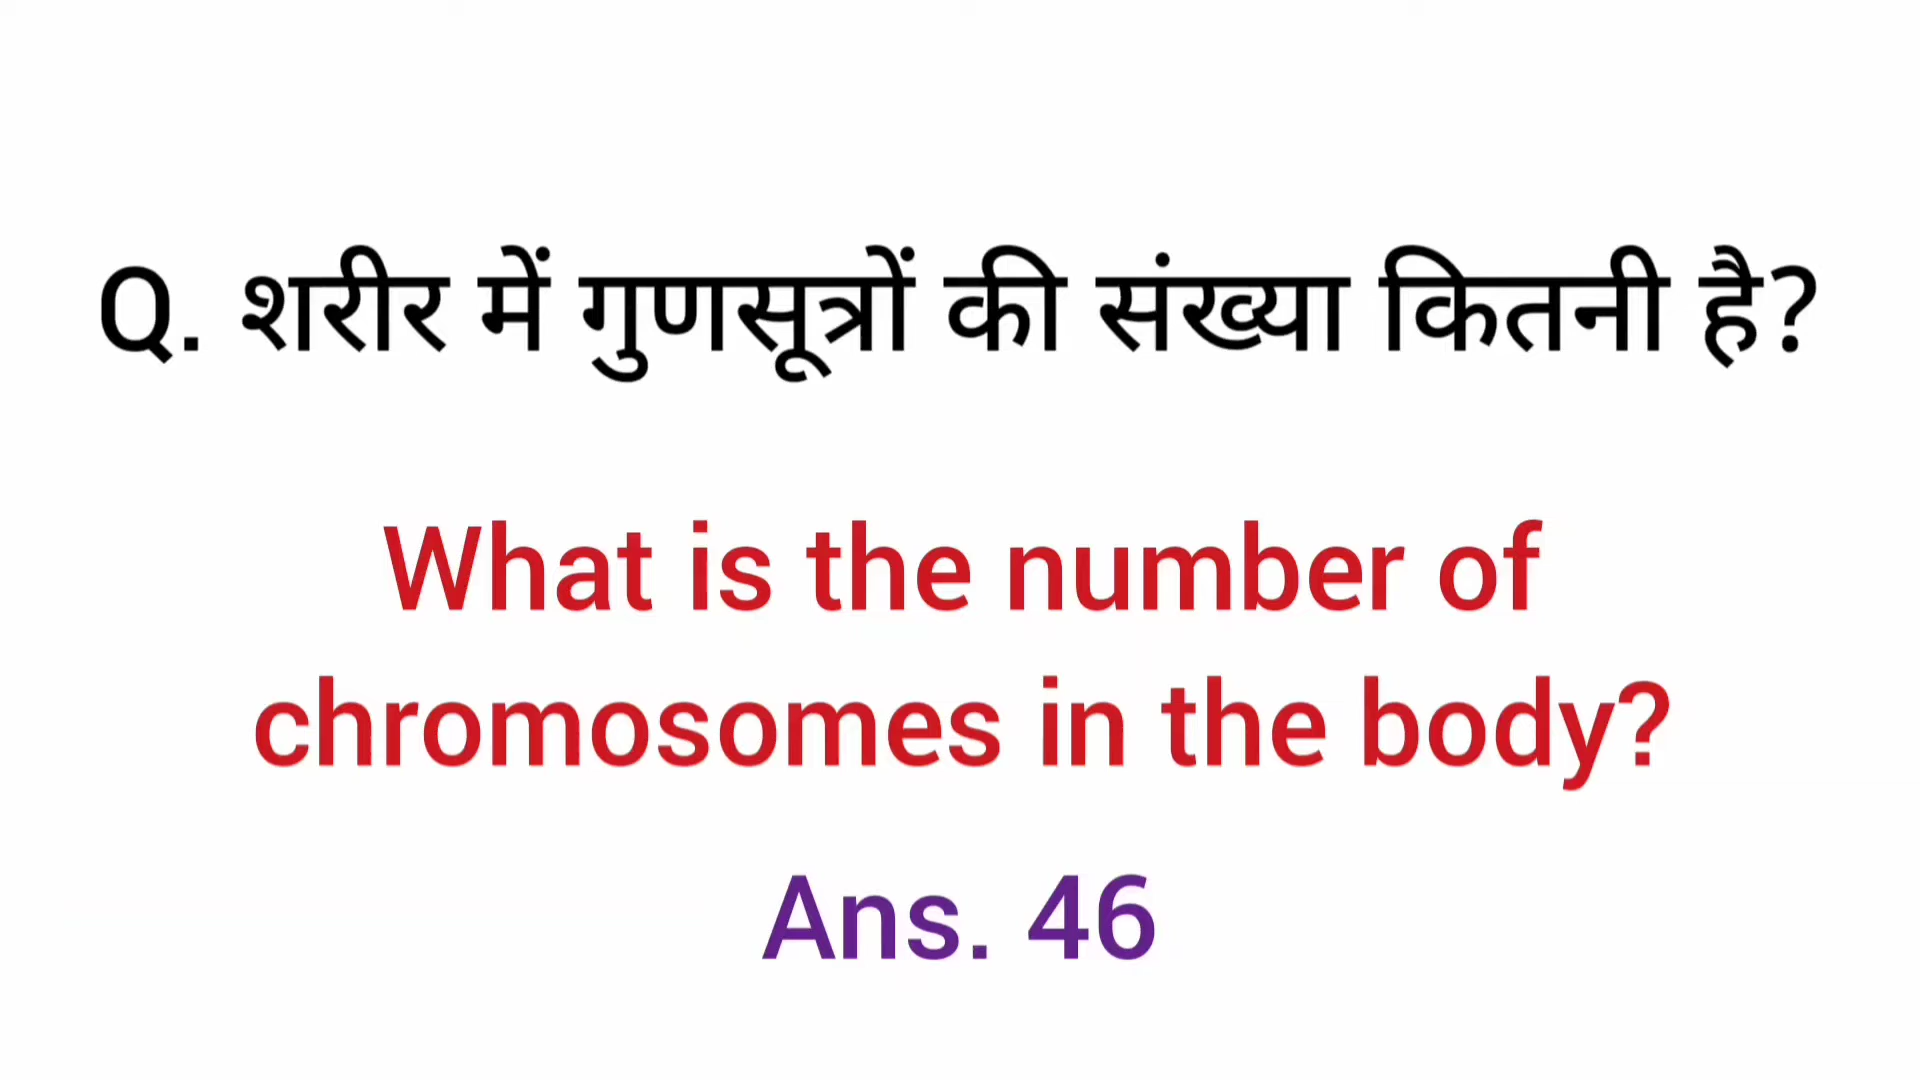 Q. शरीर में गुणसूत्रों की संख्या कितनी है?
What is the number of
chromosomes in the body?
Ans. 46